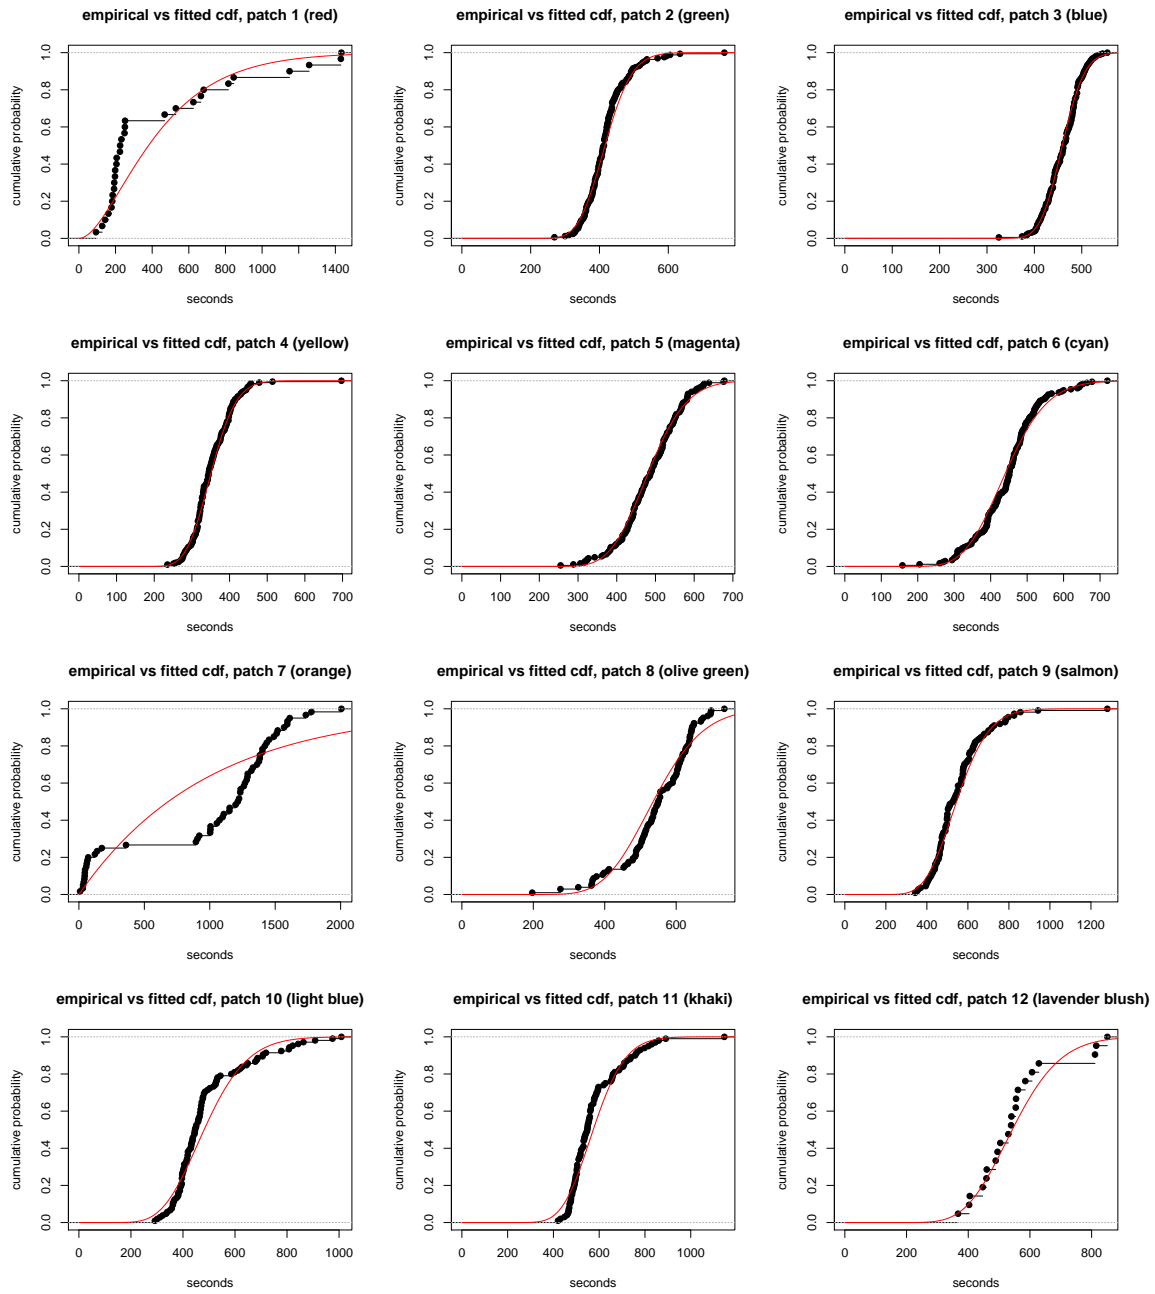 empirical vs fitted cdf, patch 1 (red)
cumulative probability
0.0 0.2 0.4 0.6 0.8 1.0
0 200 400 600 800 1000 1400
seconds
empirical vs fitted cdf, patch 2 (green)
cumulative probability
0.0 0.2 0.4 0.6 0.8 1.0
0 200 400 600
seconds
empirical vs fitted cdf, patch 3 (blue)
cumulative probability
0.0 0.2 0.4 0.6 0.8 1.0
0 100 200 300 400 500
seconds
empirical vs fitted cdf, patch 4 (yellow)
cumulative probability
0.0 0.2 0.4 0.6 0.8 1.0
0 100 200 300 400 500 600 700
seconds
empirical vs fitted cdf, patch 5 (magenta)
cumulative probability
0.0 0.2 0.4 0.6 0.8 1.0
0 100 200 300 400 500 600 700
seconds
empirical vs fitted cdf, patch 6 (cyan)
cumulative probability
0.0 0.2 0.4 0.6 0.8 1.0
0 100 200 300 400 500 600 700
seconds
empirical vs fitted cdf, patch 7 (orange)
cumulative probability
0.0 0.2 0.4 0.6 0.8 1.0
0 500 1000 1500 2000
seconds
empirical vs fitted cdf, patch 8 (olive green)
cumulative probability
0.0 0.2 0.4 0.6 0.8 1.0
0 200 400 600
seconds
empirical vs fitted cdf, patch 9 (salmon)
cumulative probability
0.0 0.2 0.4 0.6 0.8 1.0
0 200 400 600 800 1000 1200
seconds
empirical vs fitted cdf, patch 10 (light blue)
cumulative probability
0.0 0.2 0.4 0.6 0.8 1.0
0 200 400 600 800 1000
seconds
empirical vs fitted cdf, patch 11 (khaki)
cumulative probability
0.0 0.2 0.4 0.6 0.8 1.0
0 200 400 600 800 1000
seconds
empirical vs fitted cdf, patch 12 (lavender blush)
cumulative probability
0.0 0.2 0.4 0.6 0.8 1.0
0 200 400 600 800
seconds